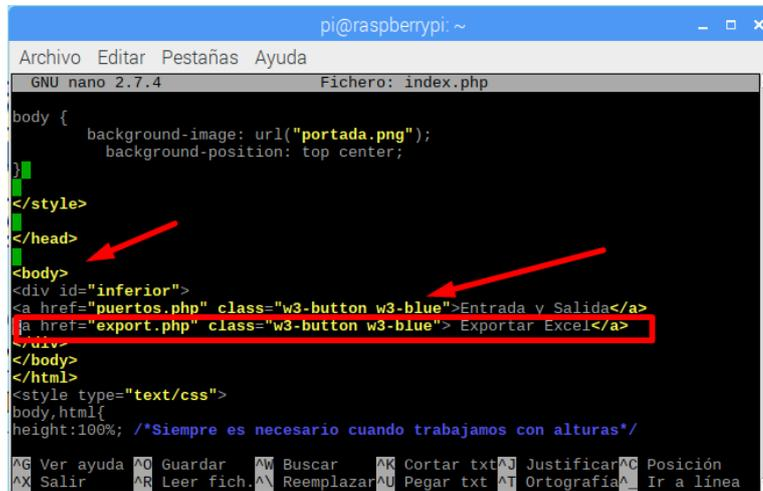 pi@raspberrypi: ~
Archivo Editar Pestañas Ayuda
GNU nano 2.7.4 Fichero: index.php
body {
background-image: url("portada.png");
background-position: top center;
}
</style>
</head>
<body>
<div id="inferior">
<a href="puertos.php" class="w3-button w3-blue">Entrada y Salida</a>
<a href="export.php" class="w3-button w3-blue"> Exportar Excel</a>
</div>
</body>
</html>
<style type="text/css">
body,html{
height:100%; /*Siempre es necesario cuando trabajamos con alturas*/
^G Ver ayuda ^O Guardar ^W Buscar ^K Cortar txt ^J Justificar ^C Posición
^X Salir ^R Leer fich. ^\ Reemplazar ^U Pegar txt ^T Ortografía ^_ Ir a línea